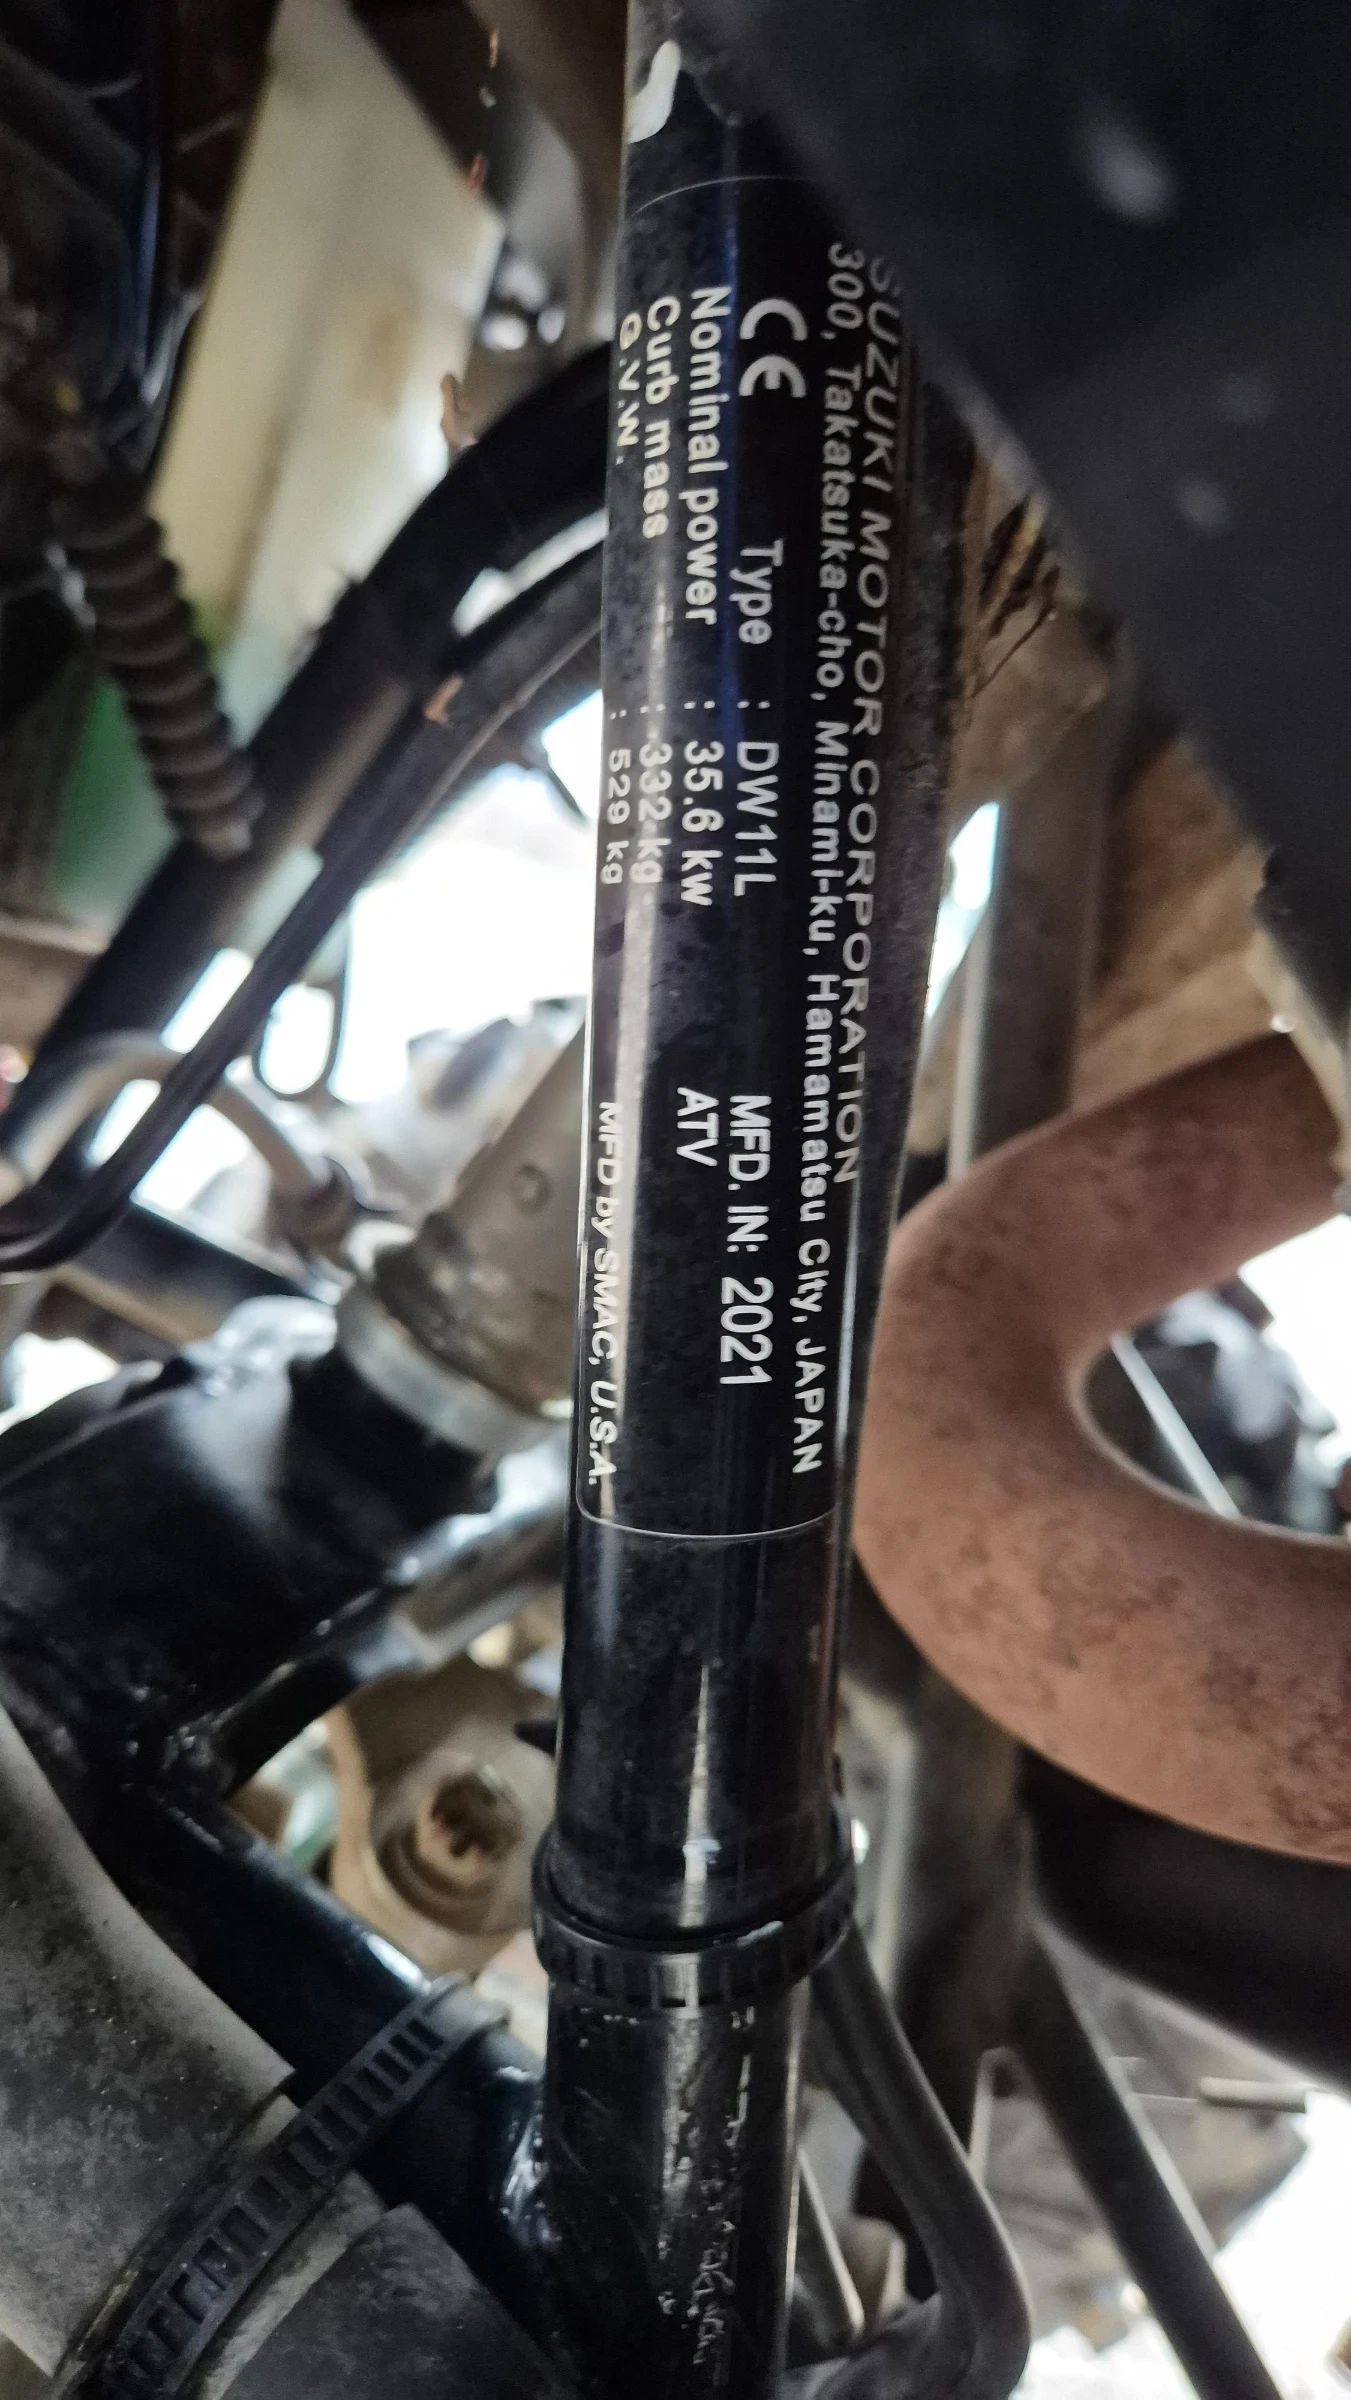 SUZUKI MOTOR CORPORATION
300, Takatsuka-cho, Minami-ku, Hamamatsu City, JAPAN
CE Type : DW11L MFD. IN: 2021
Nominal power : 35.6 kW ATV
Curb mass : 332 kg
G.V.W. : 529 kg MFD by SMAC, U.S.A.